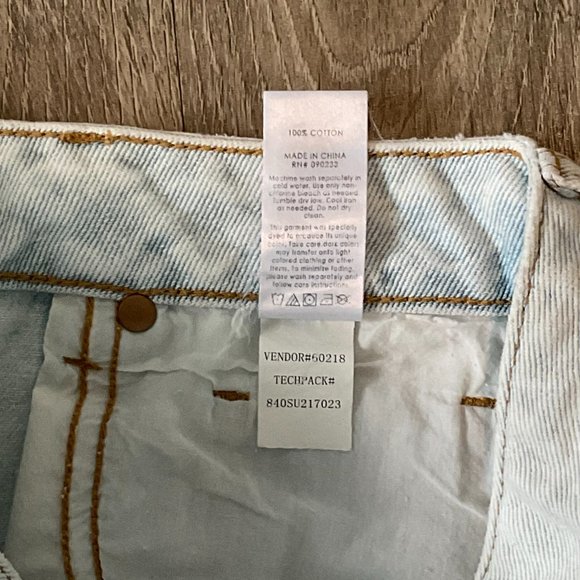 100% COTTON
MADE IN CHINA
RN# 090233
Machine wash separately in
cold water. Use only non-
chlorine bleach as needed.
Tumble dry low. Cool iron
as needed. Do not dry
clean.
This garment was specially
dyed to produce its unique
color. Take care dark colors
may transfer onto light
colored clothing or other
items. To minimize fading,
please wash separately and
follow care instructions.
VENDOR#60218
TECHPACK#
840SU217023